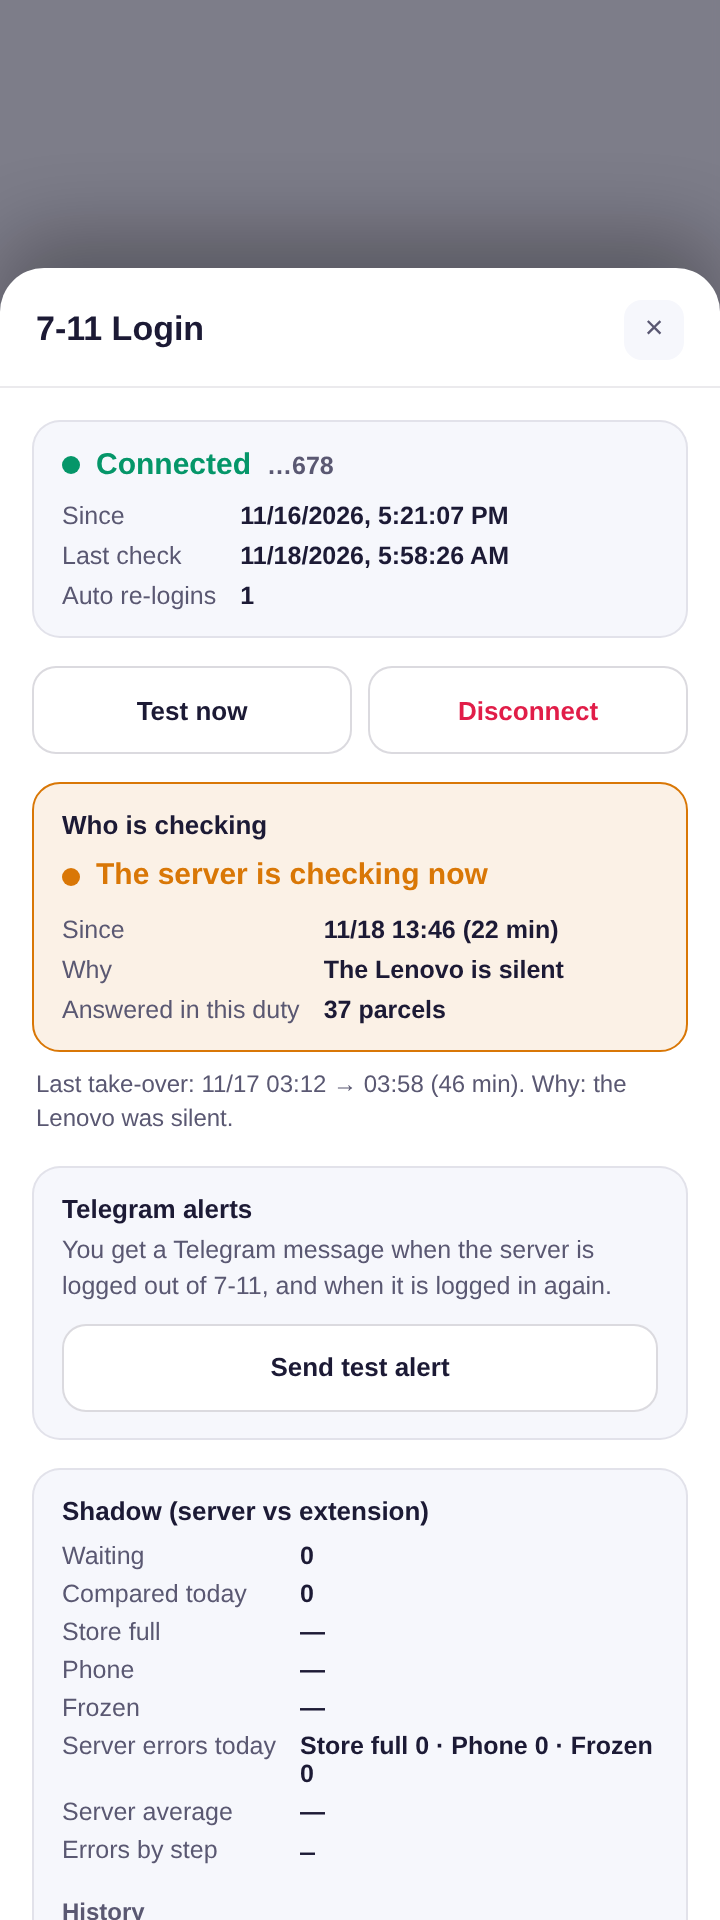 7-11 Login
✕
Connected …678
Since 11/16/2026, 5:21:07 PM
Last check 11/18/2026, 5:58:26 AM
Auto re-logins 1
Test now
Disconnect
Who is checking
The server is checking now
Since 11/18 13:46 (22 min)
Why The Lenovo is silent
Answered in this duty 37 parcels
Last take-over: 11/17 03:12 → 03:58 (46 min). Why: the
Lenovo was silent.
Telegram alerts
You get a Telegram message when the server is
logged out of 7-11, and when it is logged in again.
Send test alert
Shadow (server vs extension)
Waiting 0
Compared today 0
Store full —
Phone —
Frozen —
Server errors today Store full 0 · Phone 0 · Frozen
0
Server average —
Errors by step –
History